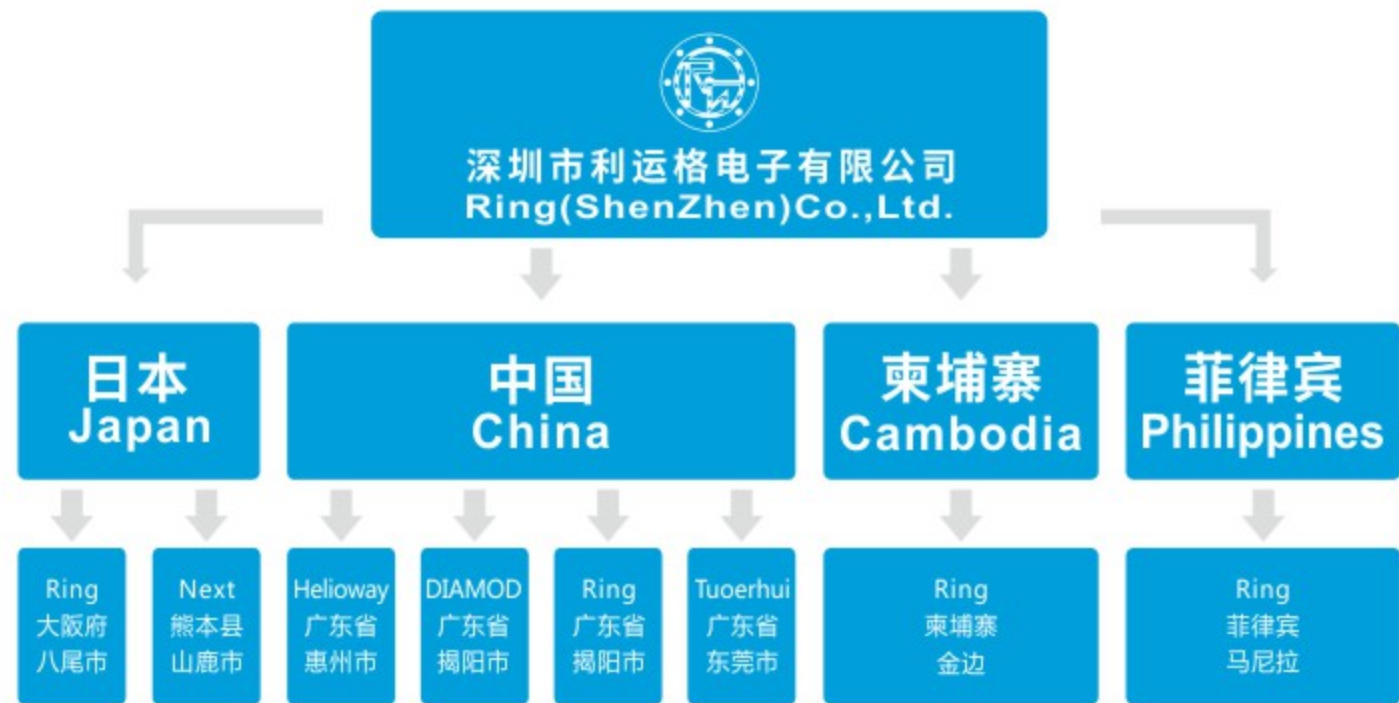 深圳市利运格电子有限公司
Ring(ShenZhen)Co.,Ltd.
日本
Japan
中国
China
柬埔寨
Cambodia
菲律宾
Philippines
Ring
大阪府
八尾市
Next
熊本县
山鹿市
Helioway
广东省
惠州市
DIAMOD
广东省
揭阳市
Ring
广东省
揭阳市
Tuoerhui
广东省
东莞市
Ring
柬埔寨
金边
Ring
菲律宾
马尼拉